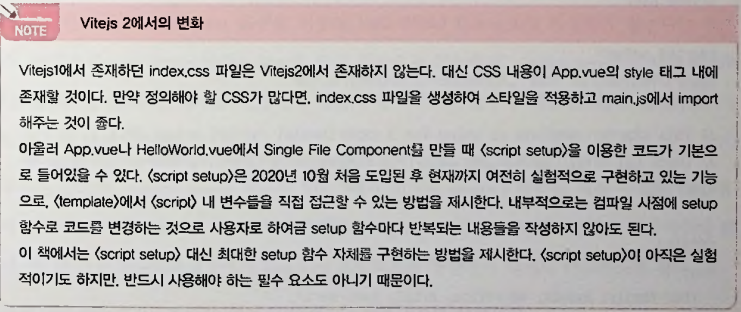 NOTE
Vitejs 2에서의 변화
Vitejs1에서 존재하던 index.css 파일은 Vitejs2에서 존재하지 않는다. 대신 CSS 내용이 App.vue의 style 태그 내에
존재할 것이다. 만약 정의해야 할 CSS가 많다면, index.css 파일을 생성하여 스타일을 적용하고 main.js에서 import
해주는 것이 좋다.
아울러 App.vue나 HelloWorld.vue에서 Single File Component를 만들 때 <script setup>을 이용한 코드가 기본으
로 들어있을 수 있다. <script setup>은 2020년 10월 처음 도입된 후 현재까지 여전히 실험적으로 구현하고 있는 기능
으로, <template>에서 <script> 내 변수들을 직접 접근할 수 있는 방법을 제시한다. 내부적으로는 컴파일 시점에 setup
함수로 코드를 변경하는 것으로 사용자로 하여금 setup 함수마다 반복되는 내용들을 작성하지 않아도 된다.
이 책에서는 <script setup> 대신 최대한 setup 함수 자체를 구현하는 방법을 제시한다. <script setup>이 아직은 실험
적이기도 하지만, 반드시 사용해야 하는 필수 요소도 아니기 때문이다.